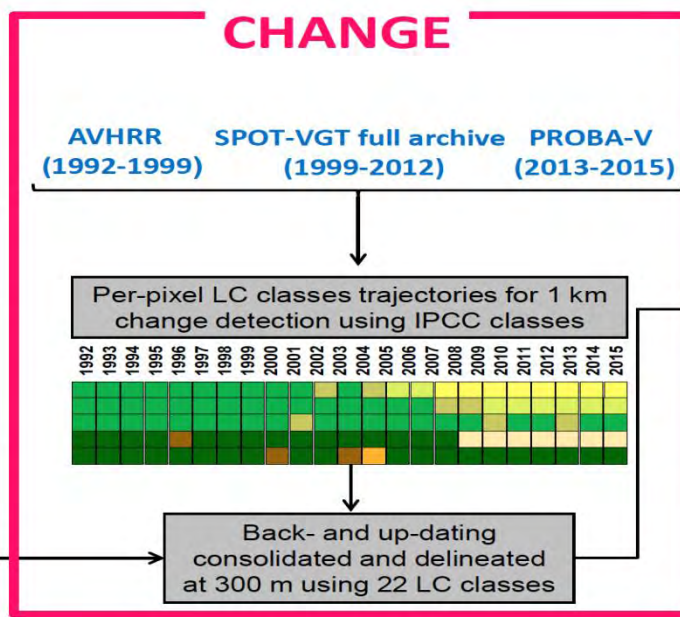 CHANGE
AVHRR SPOT-VGT full archive PROBA-V
(1992-1999) (1999-2012) (2013-2015)
Per-pixel LC classes trajectories for 1 km
change detection using IPCC classes
1992 1993 1994 1995 1996 1997 1998 1999 2000 2001 2002 2003 2004 2005 2006 2007 2008 2009 2010 2011 2012 2013 2014 2015
Back- and up-dating
consolidated and delineated
at 300 m using 22 LC classes